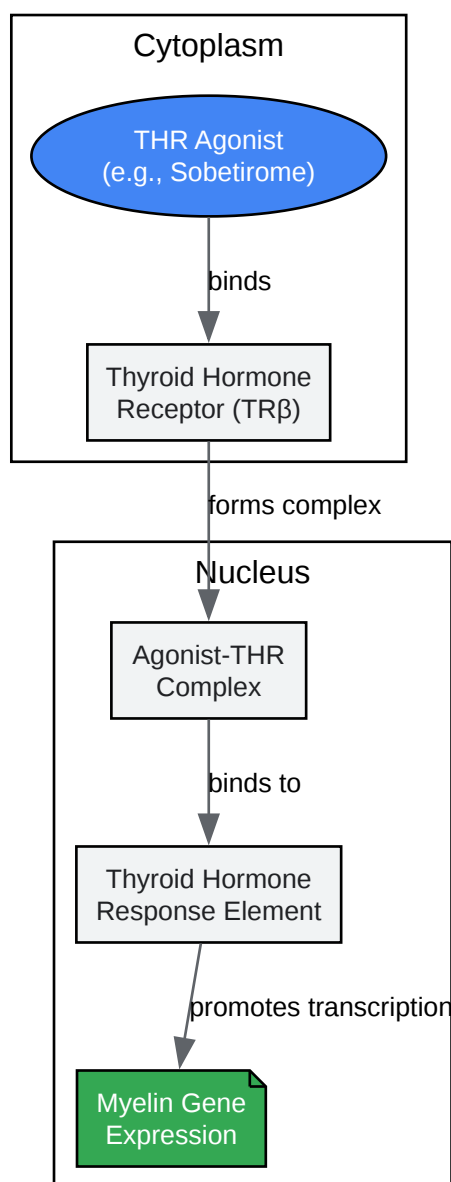 Cytoplasm
THR Agonist
(e.g., Sobetirome)
binds
Thyroid Hormone
Receptor (TRβ)
forms complex
Nucleus
Agonist-THR
Complex
binds to
Thyroid Hormone
Response Element
promotes transcription
Myelin Gene
Expression